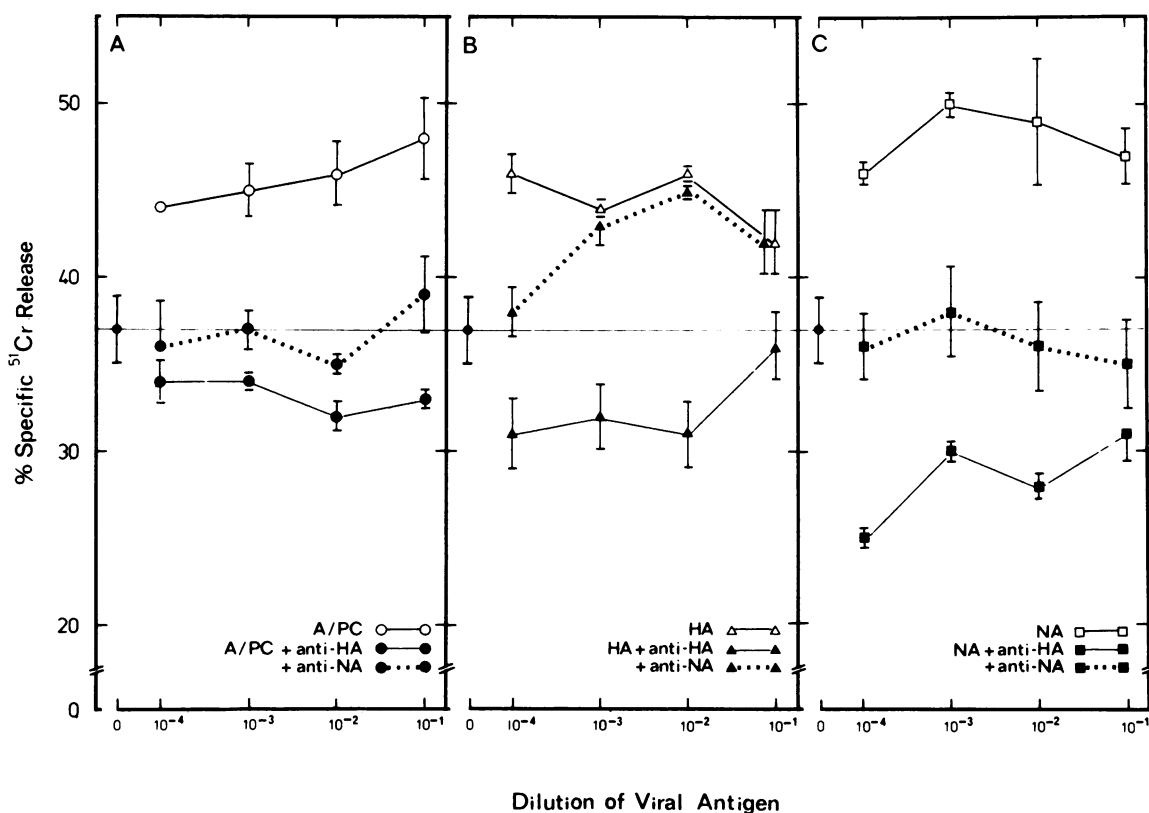 A
B
C
50
40
30
20
0
% Specific ⁵¹Cr Release
A/PC
A/PC + anti-HA
+ anti-NA
HA
HA + anti-HA
+ anti-NA
NA
NA + anti-HA
+ anti-NA
0 10⁻⁴ 10⁻³ 10⁻² 10⁻¹
0 10⁻⁴ 10⁻³ 10⁻² 10⁻¹
0 10⁻⁴ 10⁻³ 10⁻² 10¹
Dilution of Viral Antigen